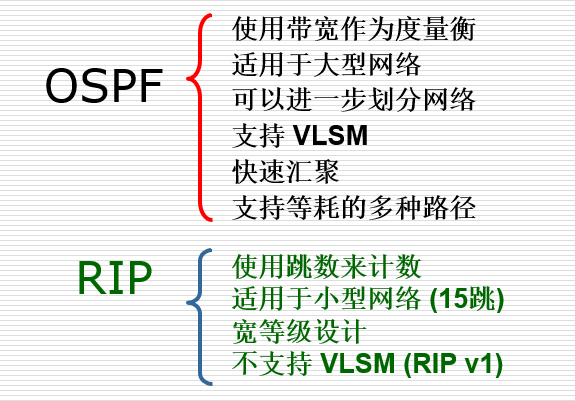 OSPF
使用带宽作为度量衡
适用于大型网络
可以进一步划分网络
支持 VLSM
快速汇聚
支持等耗的多种路径
RIP
使用跳数来计数
适用于小型网络 (15跳)
宽等级设计
不支持 VLSM (RIP v1)